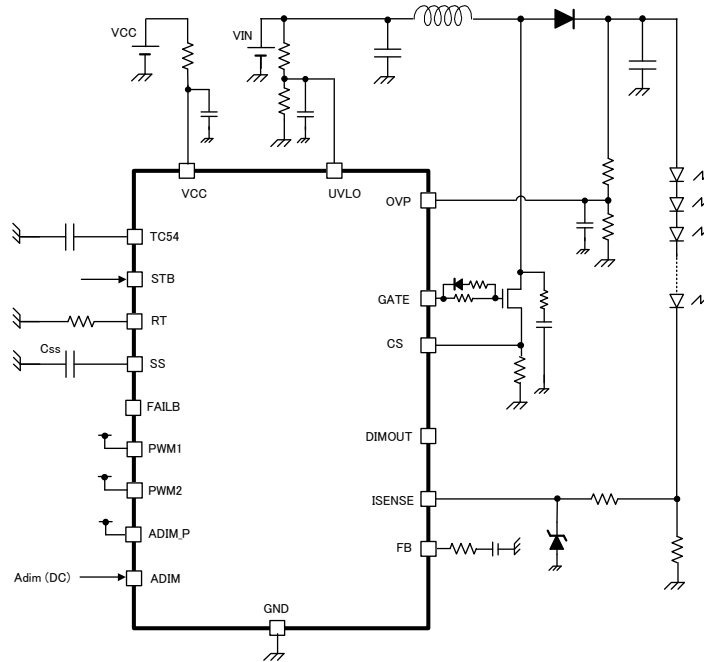 VCC
VIN
VCC
UVLO
OVP
TC54
STB
GATE
RT
CS
Css
SS
FAILB
DIMOUT
PWM1
PWM2
ISENSE
ADIM_P
FB
Adim (DC)
ADIM
GND